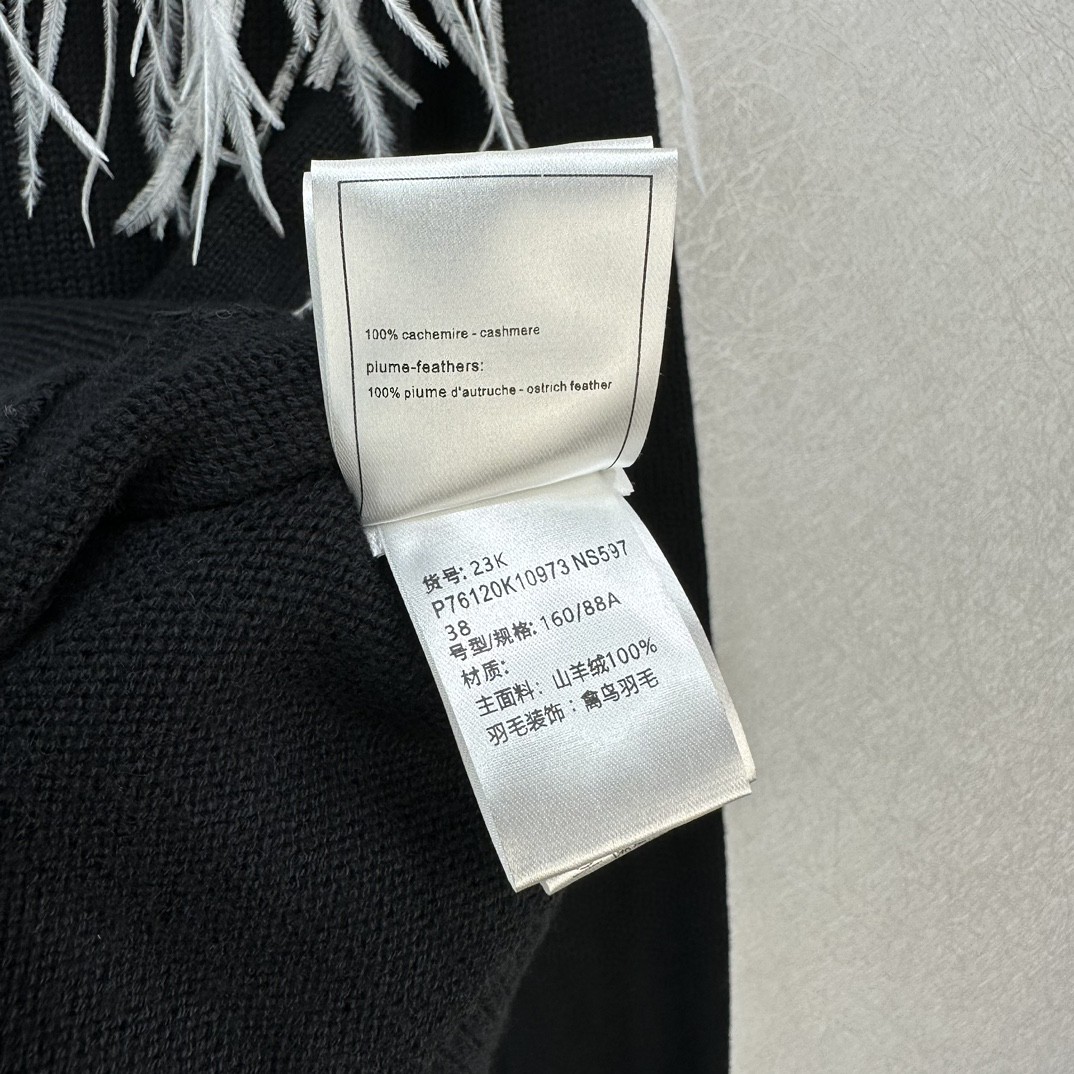 100% cachemire - cashmere
plume-feathers:
100% plume d'autruche - ostrich feather
货号: 23K
P76120K10973 NS597
38
号型/规格: 160/88A
材质:
主面料: 山羊绒100%
羽毛装饰: 禽鸟羽毛